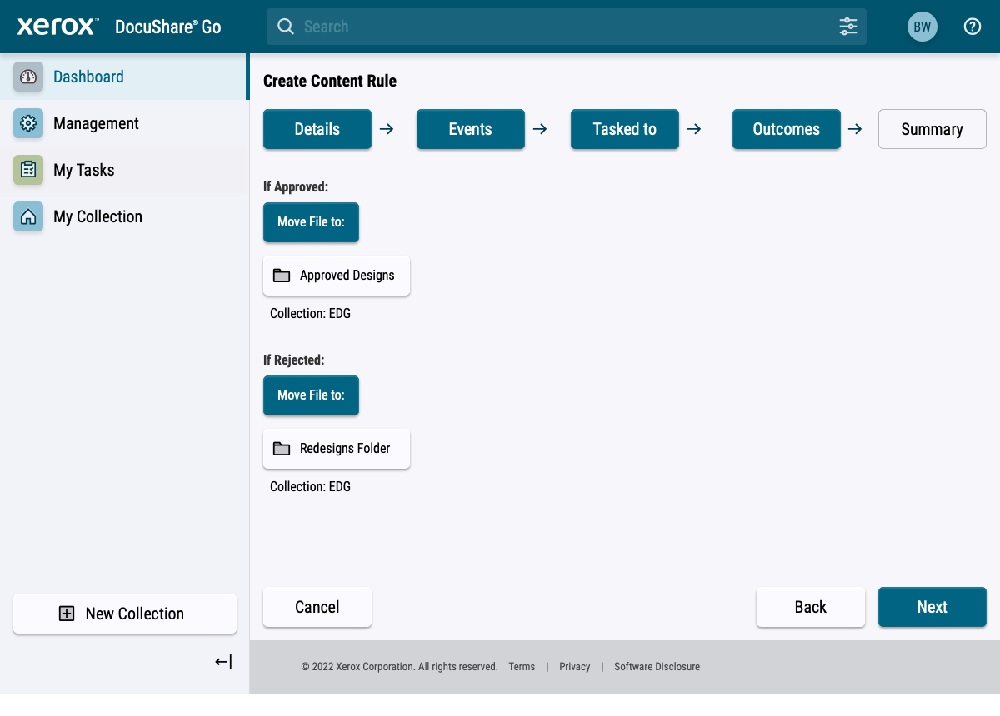 xerox™ DocuShare® Go
Search
BW
Dashboard
Management
My Tasks
My Collection
New Collection
Create Content Rule
Details
Events
Tasked to
Outcomes
Summary
If Approved:
Move File to:
Approved Designs
Collection: EDG
If Rejected:
Move File to:
Redesigns Folder
Collection: EDG
Cancel
Back
Next
© 2022 Xerox Corporation. All rights reserved. Terms | Privacy | Software Disclosure